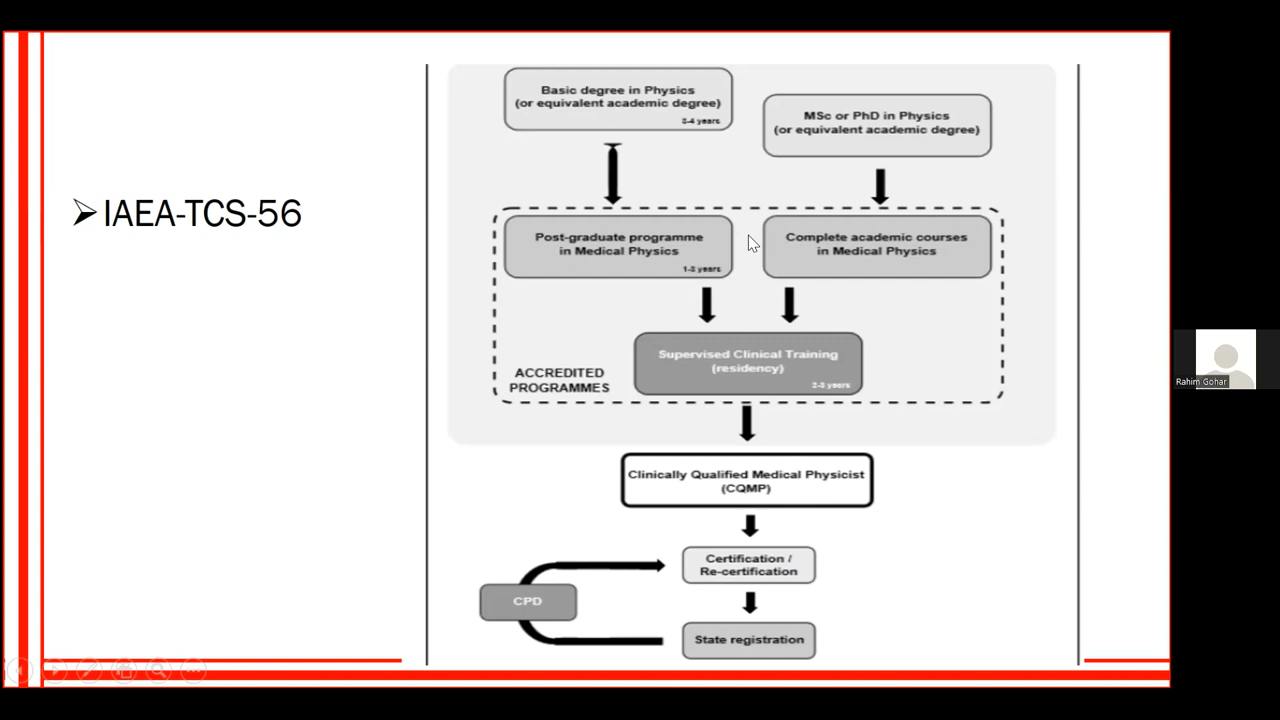 IAEA-TCS-56
Basic degree in Physics
(or equivalent academic degree)
3-4 years
MSc or PhD in Physics
(or equivalent academic degree)
Post-graduate programme
in Medical Physics
1-3 years
Complete academic courses
in Medical Physics
Supervised Clinical Training
(residency)
2-3 years
ACCREDITED
PROGRAMMES
Clinically Qualified Medical Physicist
(CQMP)
Certification /
Re-certification
CPD
State registration
Rahim Gohar